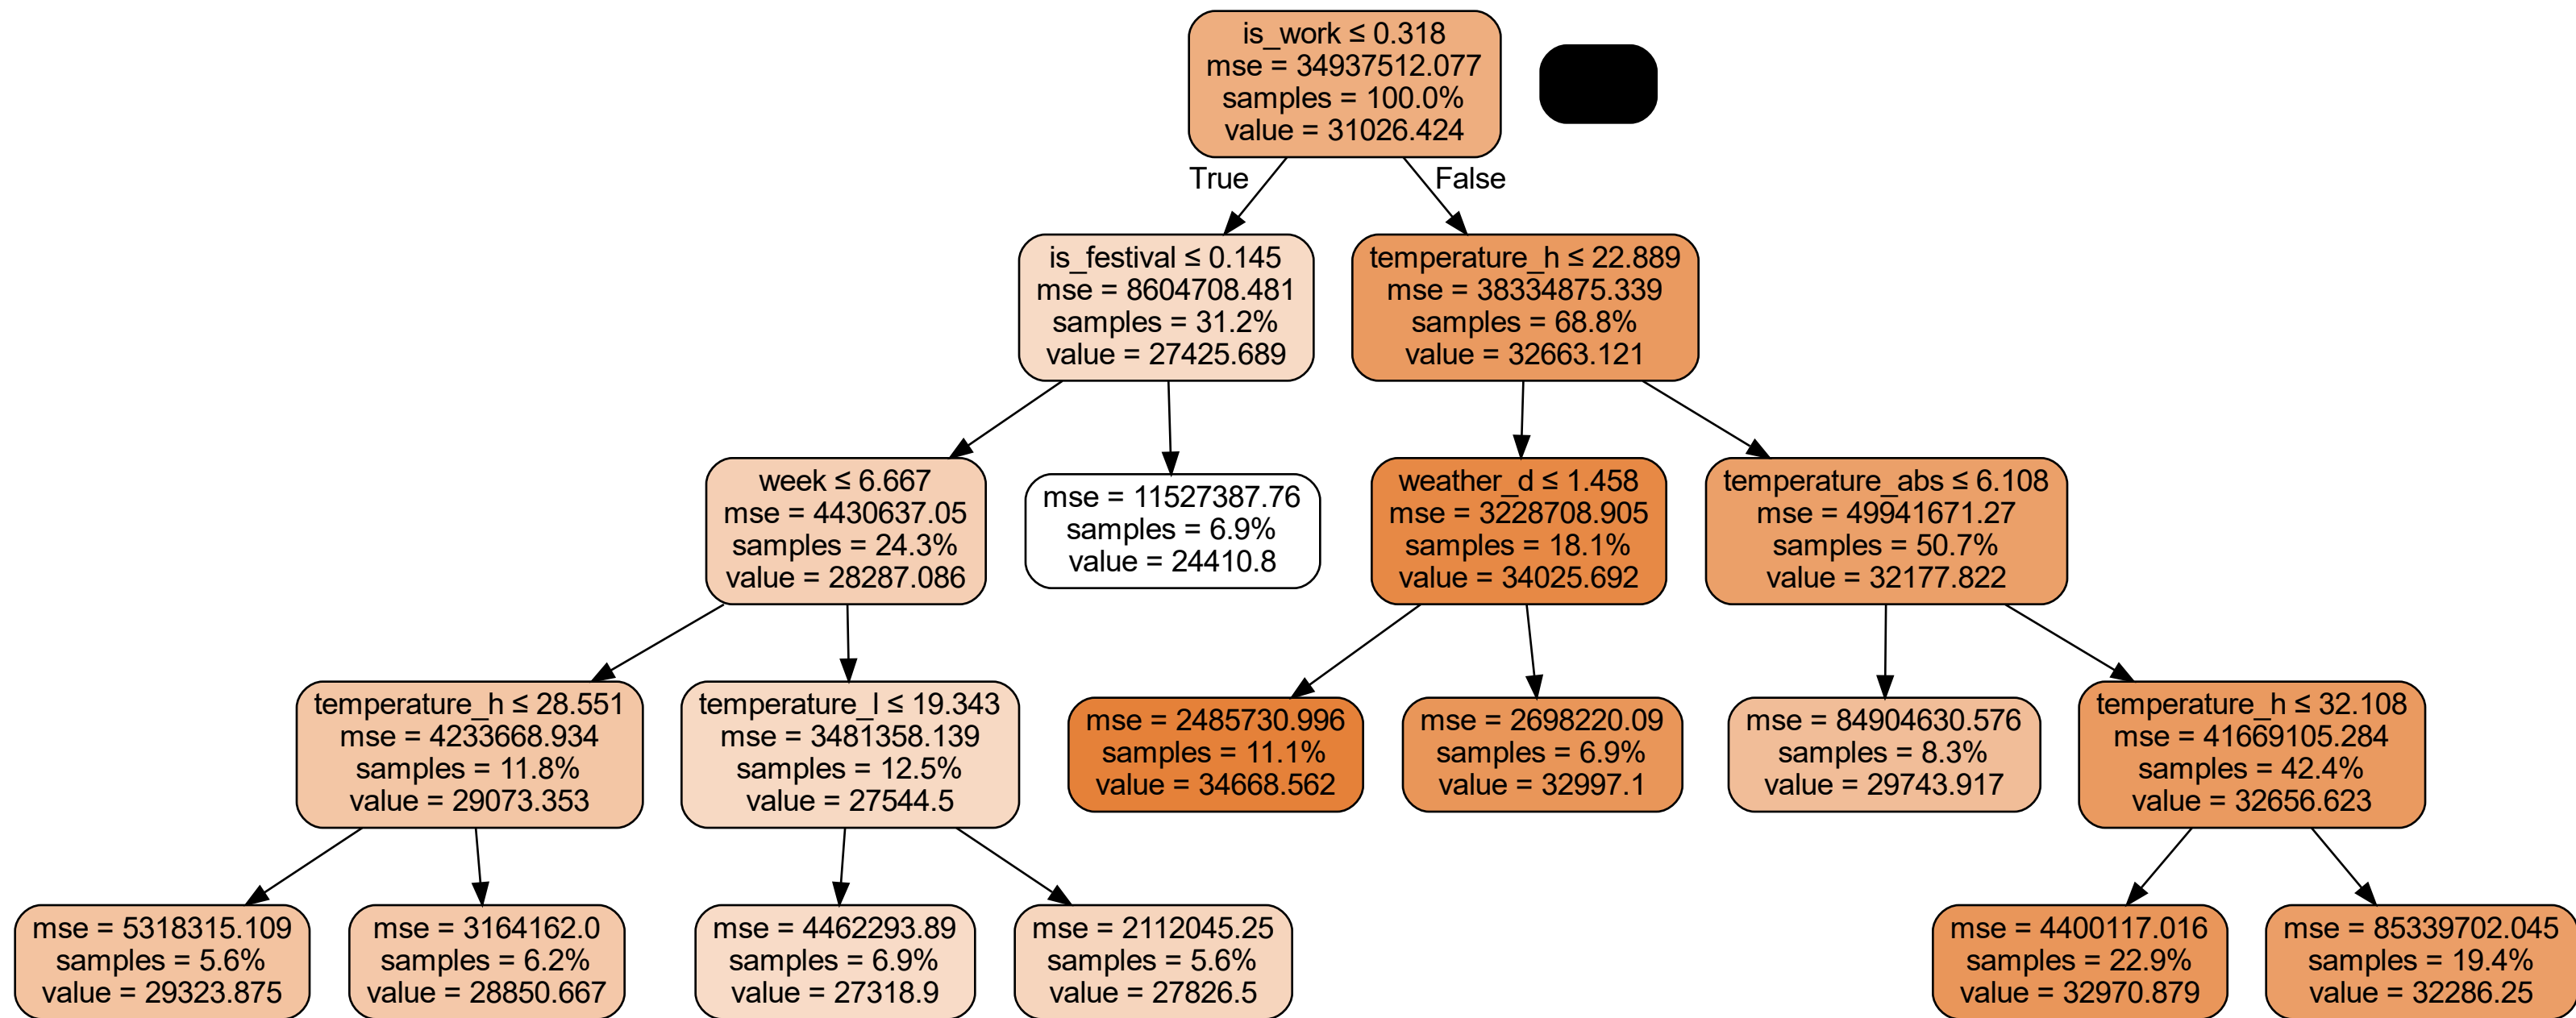 is_work ≤ 0.318
mse = 34937512.077
samples = 100.0%
value = 31026.424
True
False
is_festival ≤ 0.145
mse = 8604708.481
samples = 31.2%
value = 27425.689
temperature_h ≤ 22.889
mse = 38334875.339
samples = 68.8%
value = 32663.121
week ≤ 6.667
mse = 4430637.05
samples = 24.3%
value = 28287.086
mse = 11527387.76
samples = 6.9%
value = 24410.8
weather_d ≤ 1.458
mse = 3228708.905
samples = 18.1%
value = 34025.692
temperature_abs ≤ 6.108
mse = 49941671.27
samples = 50.7%
value = 32177.822
temperature_h ≤ 28.551
mse = 4233668.934
samples = 11.8%
value = 29073.353
temperature_l ≤ 19.343
mse = 3481358.139
samples = 12.5%
value = 27544.5
mse = 2485730.996
samples = 11.1%
value = 34668.562
mse = 2698220.09
samples = 6.9%
value = 32997.1
mse = 84904630.576
samples = 8.3%
value = 29743.917
temperature_h ≤ 32.108
mse = 41669105.284
samples = 42.4%
value = 32656.623
mse = 5318315.109
samples = 5.6%
value = 29323.875
mse = 3164162.0
samples = 6.2%
value = 28850.667
mse = 4462293.89
samples = 6.9%
value = 27318.9
mse = 2112045.25
samples = 5.6%
value = 27826.5
mse = 4400117.016
samples = 22.9%
value = 32970.879
mse = 85339702.045
samples = 19.4%
value = 32286.25